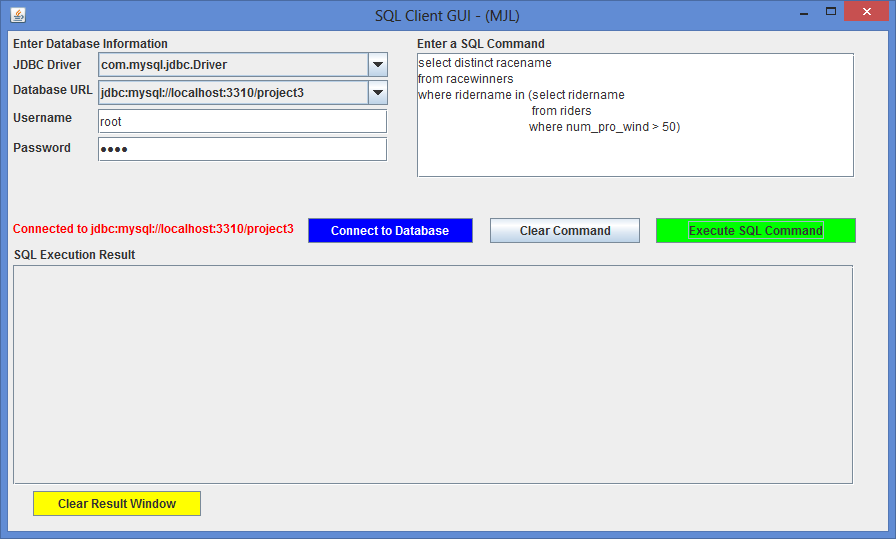 SQL Client GUI - (MJL)
Enter Database Information
JDBC Driver com.mysql.jdbc.Driver
Database URL jdbc:mysql://localhost:3310/project3
Username root
Password ••••
Enter a SQL Command
select distinct racename
from racewinners
where ridername in (select ridername
from riders
where num_pro_wind > 50)
Connected to jdbc:mysql://localhost:3310/project3
Connect to Database
Clear Command
Execute SQL Command
SQL Execution Result
Clear Result Window